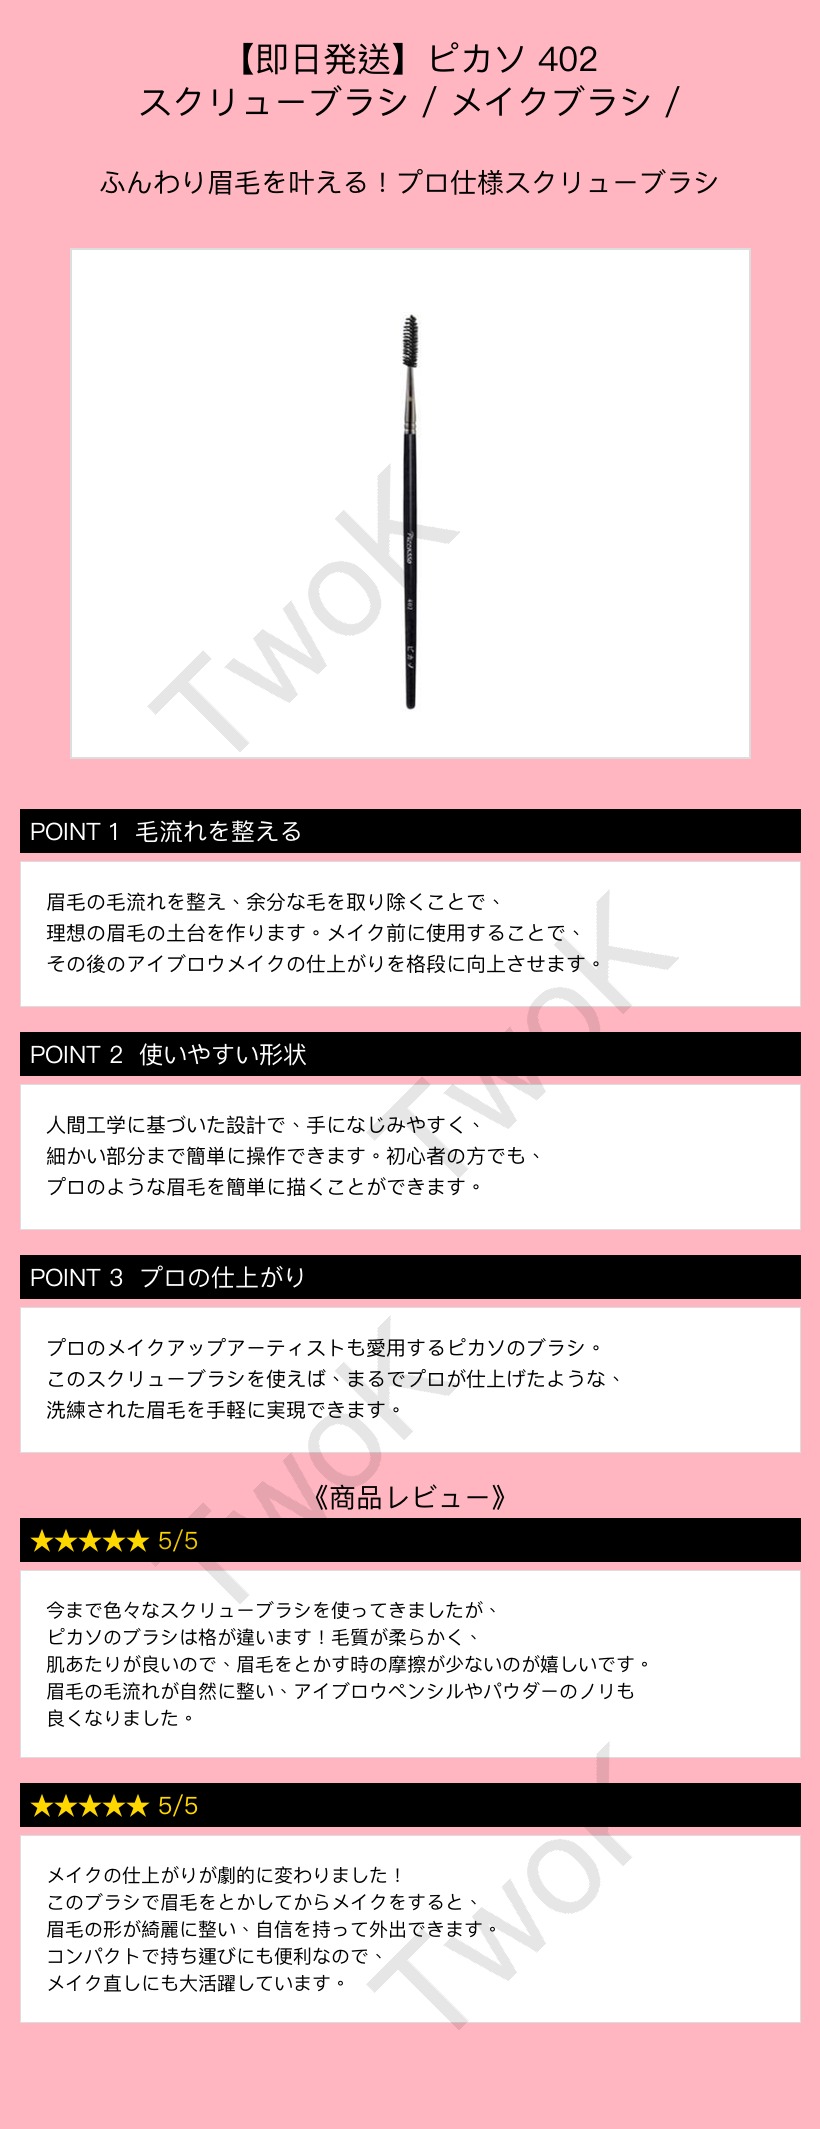 【即日発送】ピカソ 402
スクリューブラシ / メイクブラシ /
ふんわり眉毛を叶える！プロ仕様スクリューブラシ
Piccasso
402
ピカソ
TwoK
POINT 1 毛流れを整える
眉毛の毛流れを整え、余分な毛を取り除くことで、
理想の眉毛の土台を作ります。メイク前に使用することで、
その後のアイブロウメイクの仕上がりを格段に向上させます。
TwoK
POINT 2 使いやすい形状
人間工学に基づいた設計で、手になじみやすく、
細かい部分まで簡単に操作できます。初心者の方でも、
プロのような眉毛を簡単に描くことができます。
POINT 3 プロの仕上がり
プロのメイクアップアーティストも愛用するピカソのブラシ。
このスクリューブラシを使えば、まるでプロが仕上げたような、
洗練された眉毛を手軽に実現できます。
TwoK
《商品レビュー》
★★★★★ 5/5
今まで色々なスクリューブラシを使ってきましたが、
ピカソのブラシは格が違います！毛質が柔らかく、
肌あたりが良いので、眉毛をとかす時の摩擦が少ないのが嬉しいです。
眉毛の毛流れが自然に整い、アイブロウペンシルやパウダーのノリも
良くなりました。
★★★★★ 5/5
メイクの仕上がりが劇的に変わりました！
このブラシで眉毛をとかしてからメイクをすると、
眉毛の形が綺麗に整い、自信を持って外出できます。
コンパクトで持ち運びにも便利なので、
メイク直しにも大活躍しています。
TwoK